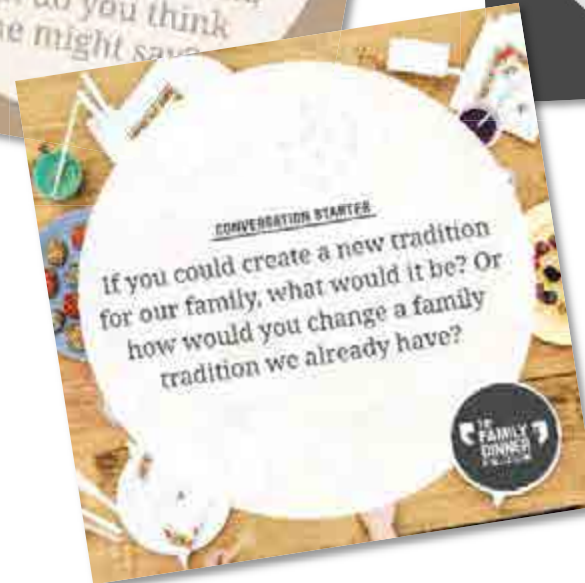 do you think
e might say?
CONVERSATION STARTER
If you could create a new tradition
for our family, what would it be? Or
how would you change a family
tradition we already have?
THE
FAMILY
DINNER